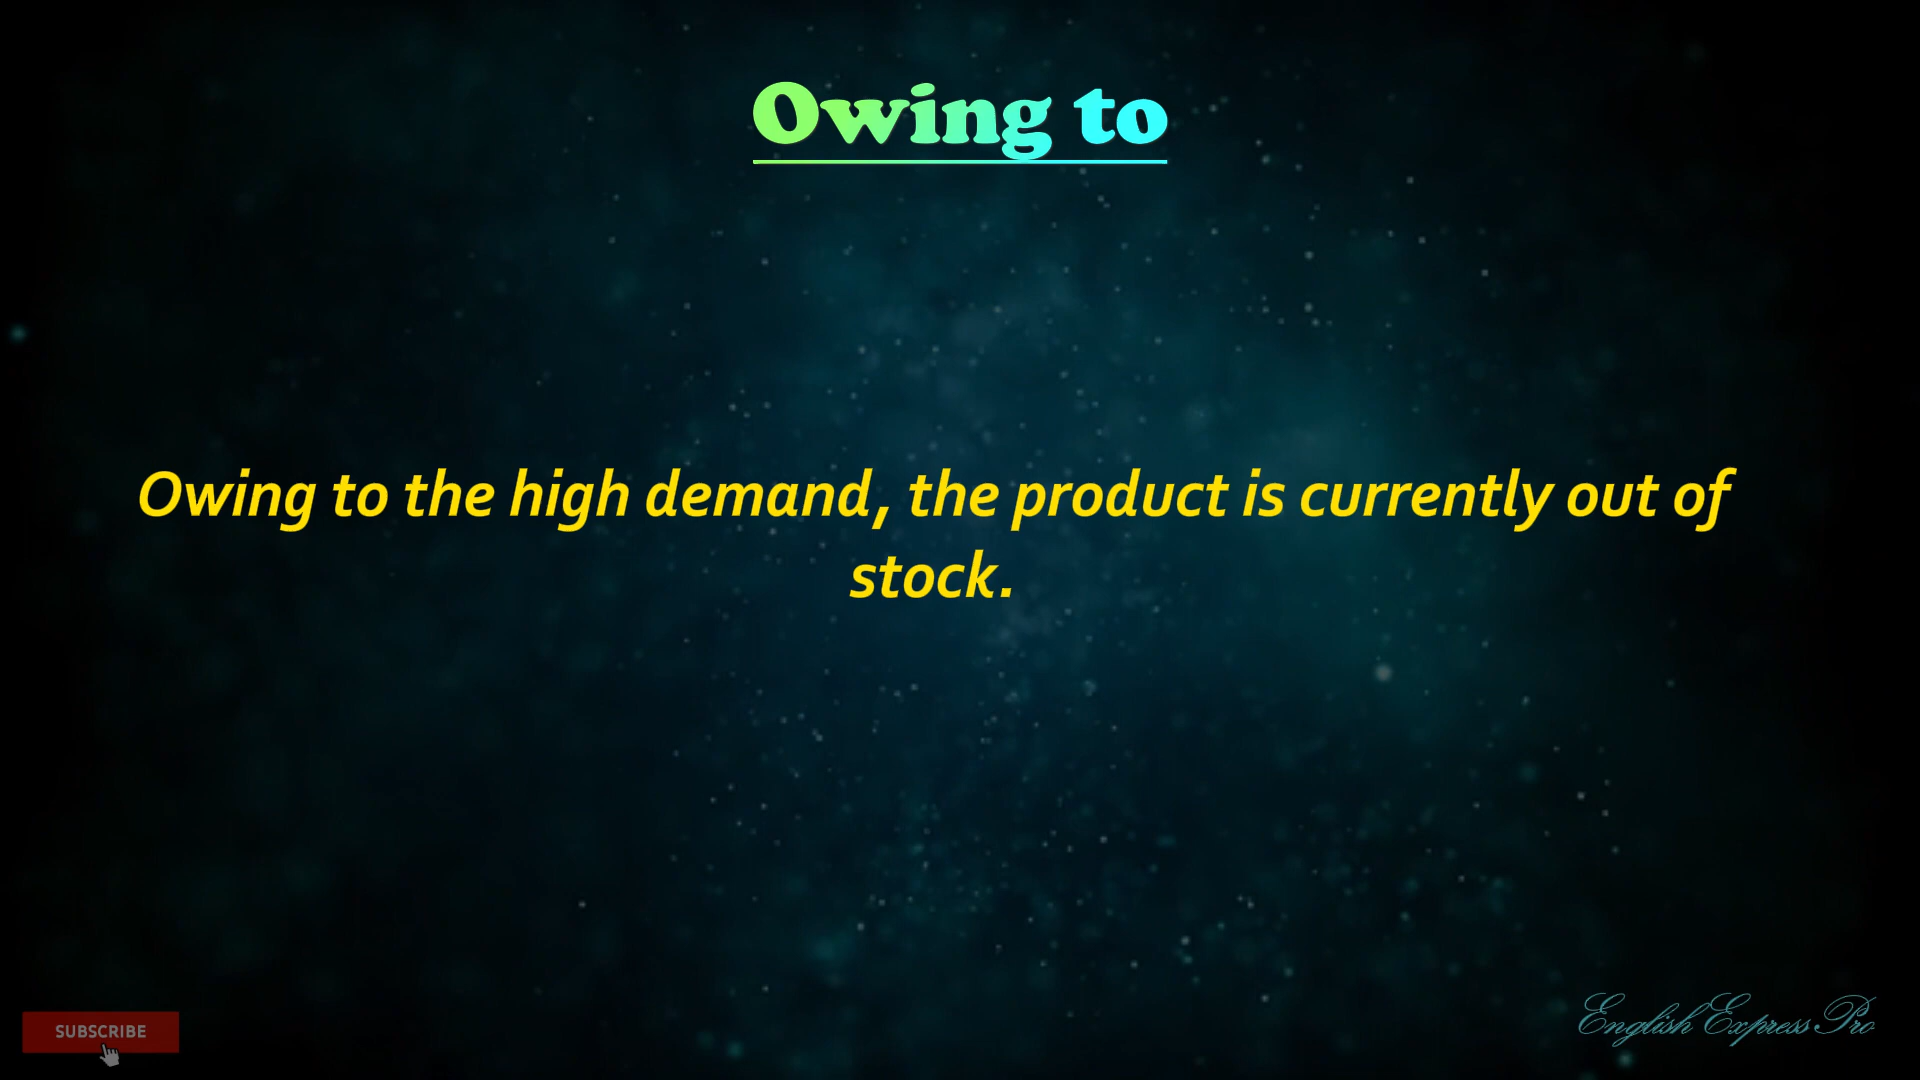 Owing to
Owing to the high demand, the product is currently out of
stock.
SUBSCRIBE
English Express Pro